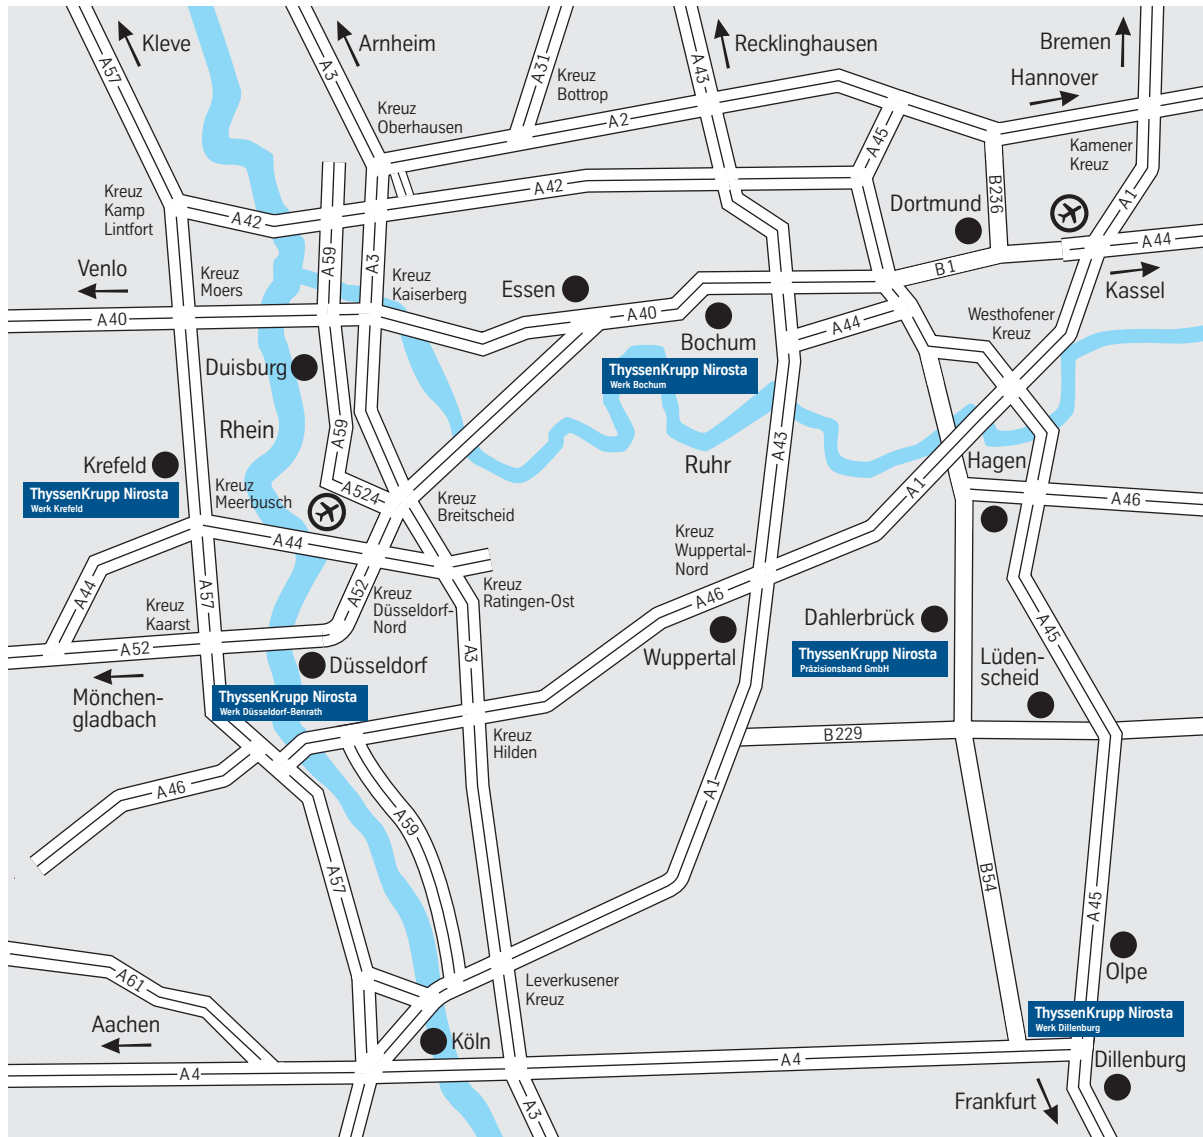 Kleve
Arnheim
Recklinghausen
Bremen
Hannover
A57
A3
A31
A43
Kreuz
Bottrop
Kreuz
Oberhausen
A2
A45
Kamener
Kreuz
Kreuz
Kamp
Lintfort
A42
A42
Dortmund
B236
A1
A44
Kassel
Venlo
Kreuz
Moers
A59
A3
Kreuz
Kaiserberg
Essen
B1
A40
A40
A44
Westhofener
Kreuz
Bochum
ThyssenKrupp Nirosta
Werk Bochum
Duisburg
Rhein
A59
A43
Ruhr
Hagen
Krefeld
ThyssenKrupp Nirosta
Werk Krefeld
Kreuz
Meerbusch
A524
Kreuz
Breitscheid
A1
A46
A44
A44
A57
A52
Kreuz
Düsseldorf-
Nord
Kreuz
Ratingen-Ost
Kreuz
Wuppertal-
Nord
A46
Kreuz
Kaarst
A52
A3
Düsseldorf
ThyssenKrupp Nirosta
Werk Düsseldorf-Benrath
Mönchen-
gladbach
Wuppertal
Dahlerbrück
ThyssenKrupp Nirosta
Präzisionsband GmbH
A45
Lüden-
scheid
Kreuz
Hilden
B229
A46
A59
A1
A57
B54
A45
Olpe
A61
Leverkusener
Kreuz
Aachen
Köln
ThyssenKrupp Nirosta
Werk Dillenburg
Dillenburg
A4
A4
A3
Frankfurt